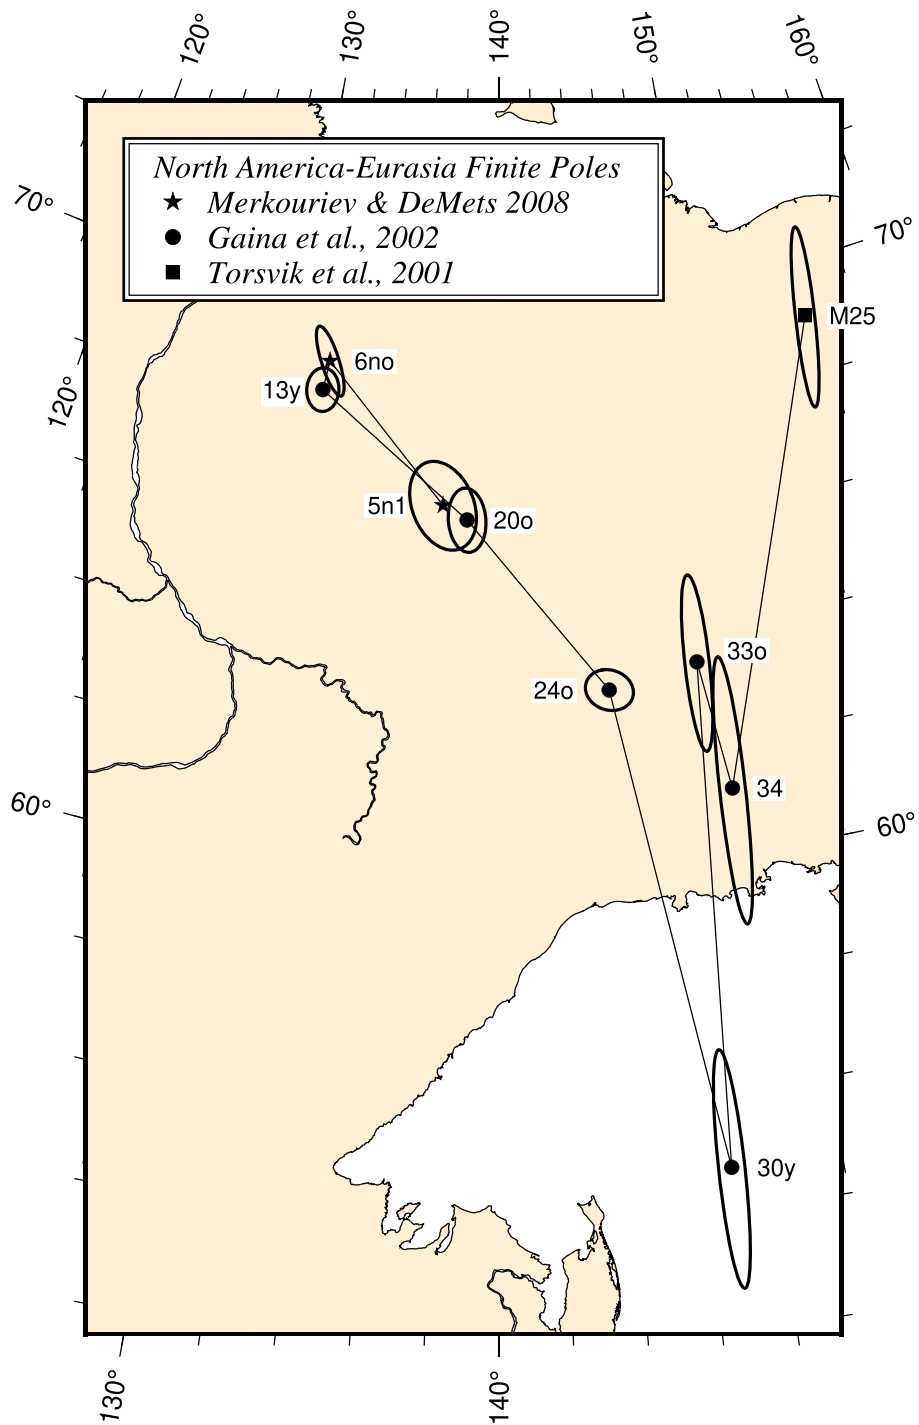 120°
130°
140°
150°
160°
70°
North America-Eurasia Finite Poles
Merkouriev & DeMets 2008
Gaina et al., 2002
Torsvik et al., 2001
70°
M25
6no
13y
120°
5n1
20o
33o
24o
34
60°
60°
30y
130°
140°